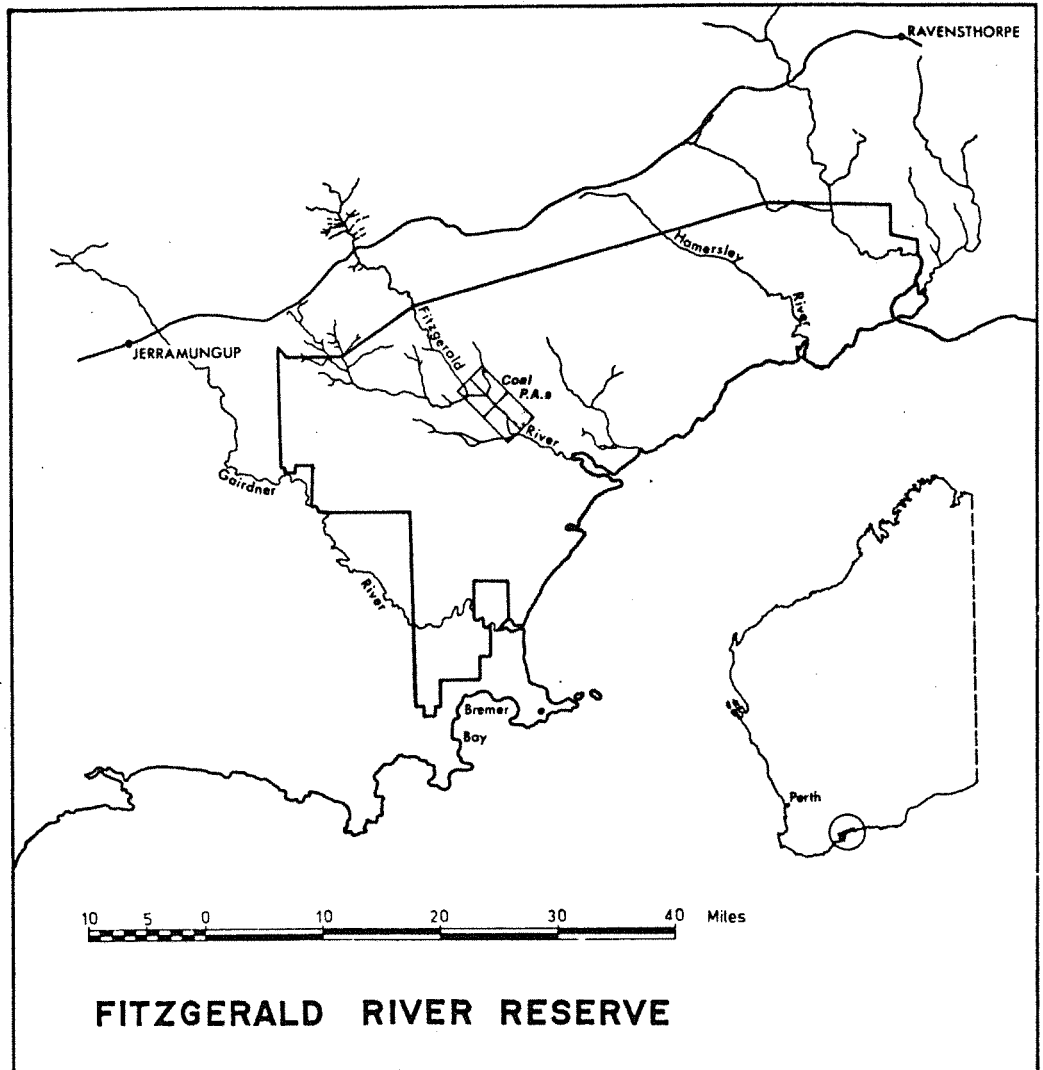 RAVENSTHORPE
Hamersley
River
Fitzgerald
River
JERRAMUNGUP
Coal
P.A.s
Gairdner
River
Bremer
Bay
Perth
10 5 0 10 20 30 40 Miles
FITZGERALD RIVER RESERVE